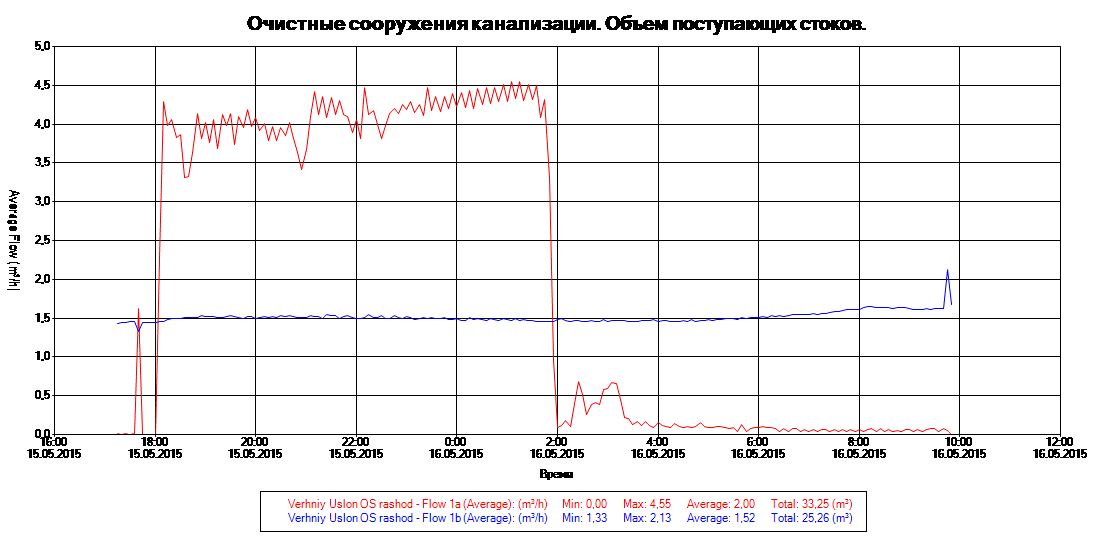 Очистные сооружения канализации. Объем поступающих стоков.
Average Flow (m³/h)
5,0
4,5
4,0
3,5
3,0
2,5
2,0
1,5
1,0
0,5
0,0
16:00 18:00 20:00 22:00 0:00 2:00 4:00 6:00 8:00 10:00 12:00
15.05.2015 15.05.2015 15.05.2015 15.05.2015 16.05.2015 16.05.2015 16.05.2015 16.05.2015 16.05.2015 16.05.2015 16.05.2015
Время
Verhniy Uslon OS rashod - Flow 1a (Average): (m³/h) Min: 0,00 Max: 4,55 Average: 2,00 Total: 33,25 (m³)
Verhniy Uslon OS rashod - Flow 1b (Average): (m³/h) Min: 1,33 Max: 2,13 Average: 1,52 Total: 25,26 (m³)